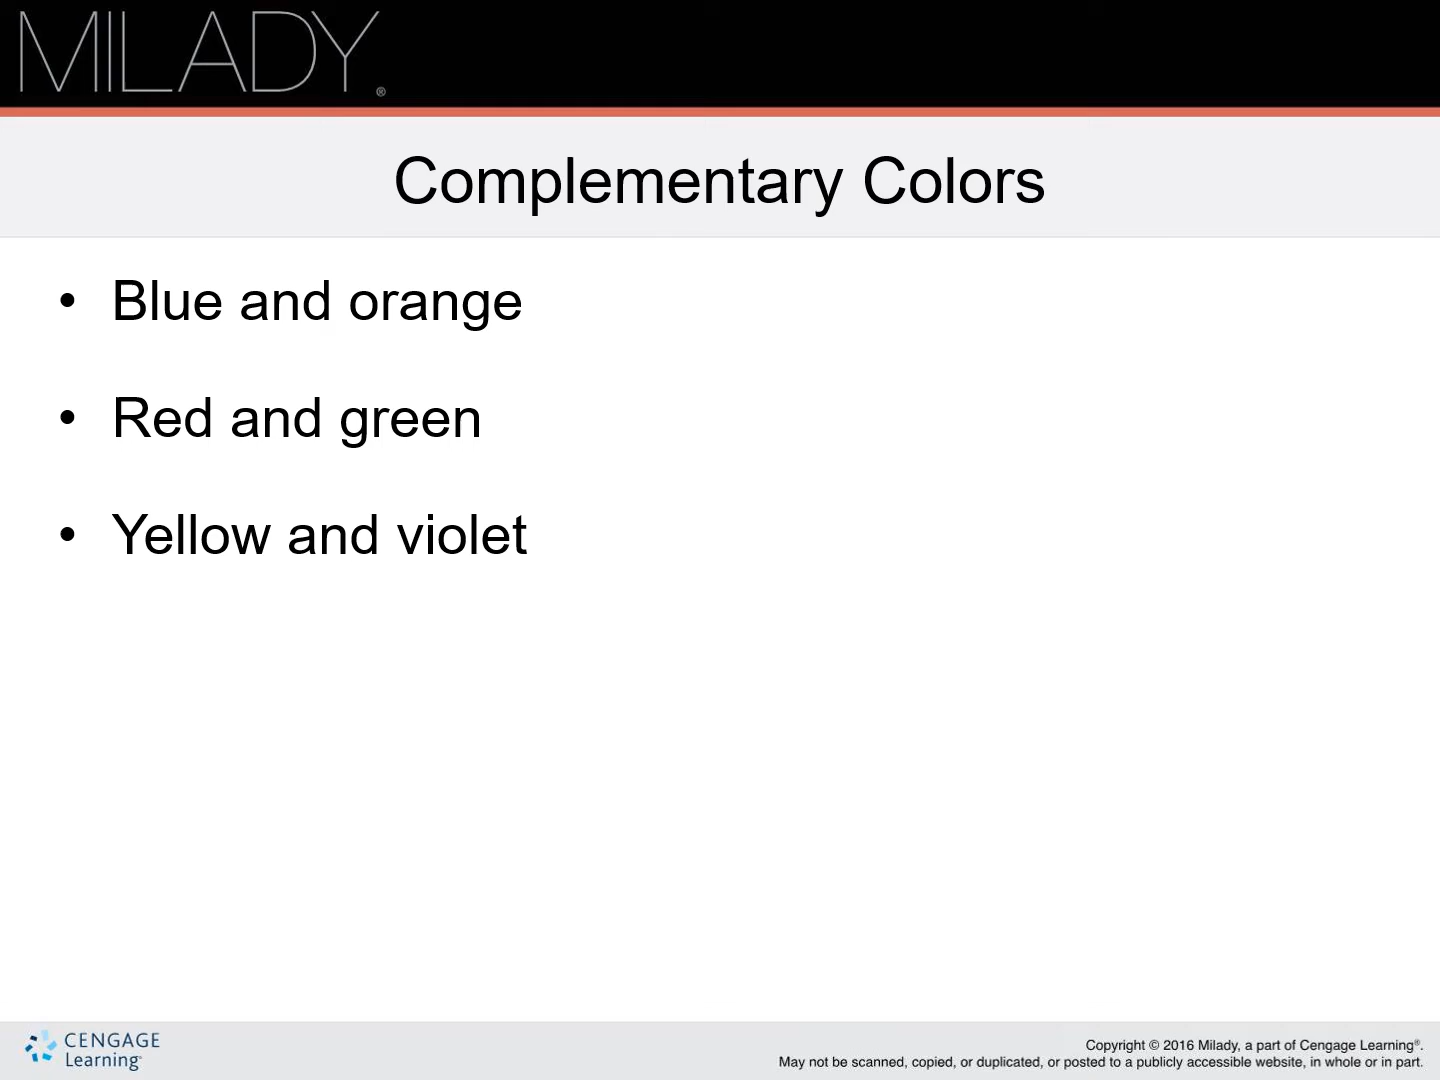 MILADY®
Complementary Colors
• Blue and orange
• Red and green
• Yellow and violet
CENGAGE
Learning®
Copyright © 2016 Milady, a part of Cengage Learning®.
May not be scanned, copied, or duplicated, or posted to a publicly accessible website, in whole or in part.